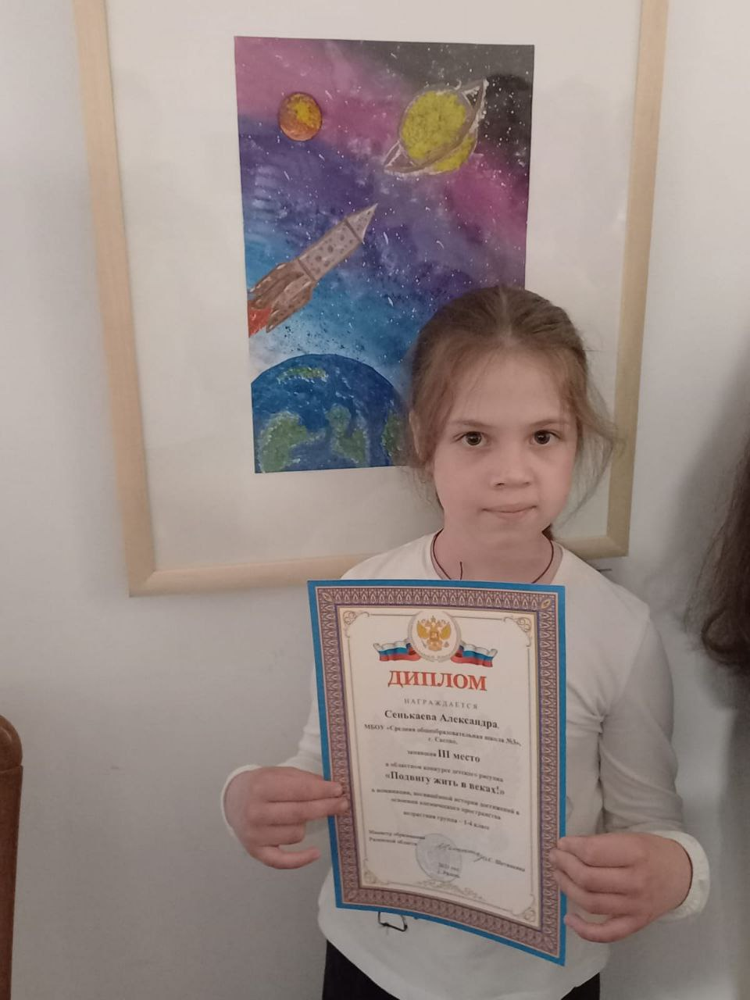 ДИПЛОМ
НАГРАЖДАЕТСЯ
Сенькаева Александра,
МБОУ «Средняя общеобразовательная школа №3»,
г. Сасово,
занявшая III место
в областном конкурсе детского рисунка
«Подвигу жить в веках!»
в номинации, посвящённой истории достижений в
освоении космического пространства
возрастная группа – 1-4 класс
Министр образования
Рязанской области
О.С. Щетинкина
2021 год
г. Рязань